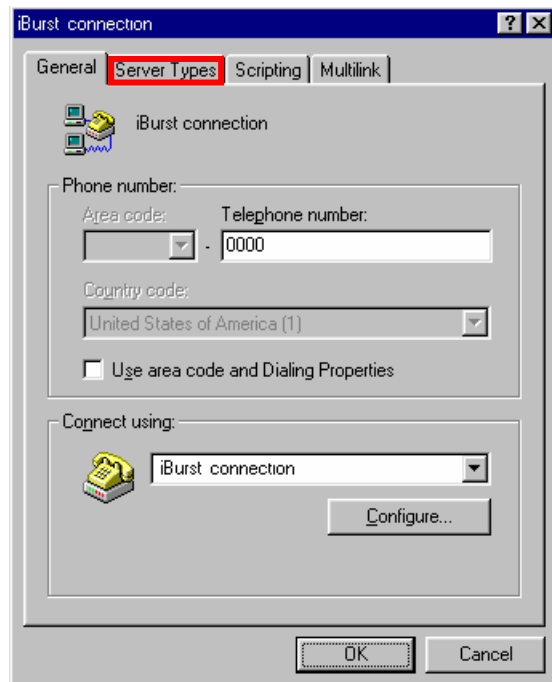 iBurst connection
General Server Types Scripting Multilink
iBurst connection
Phone number:
Area code: Telephone number:
- 0000
Country code:
United States of America (1)
Use area code and Dialing Properties
Connect using:
iBurst connection
Configure...
OK Cancel